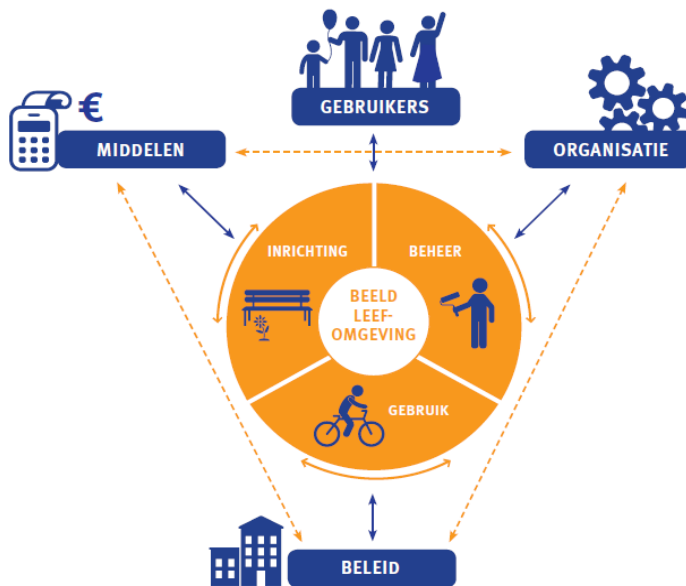 GEBRUIKERS
€
MIDDELEN
ORGANISATIE
INRICHTING
BEHEER
BEELD
LEEF-
OMGEVING
GEBRUIK
BELEID